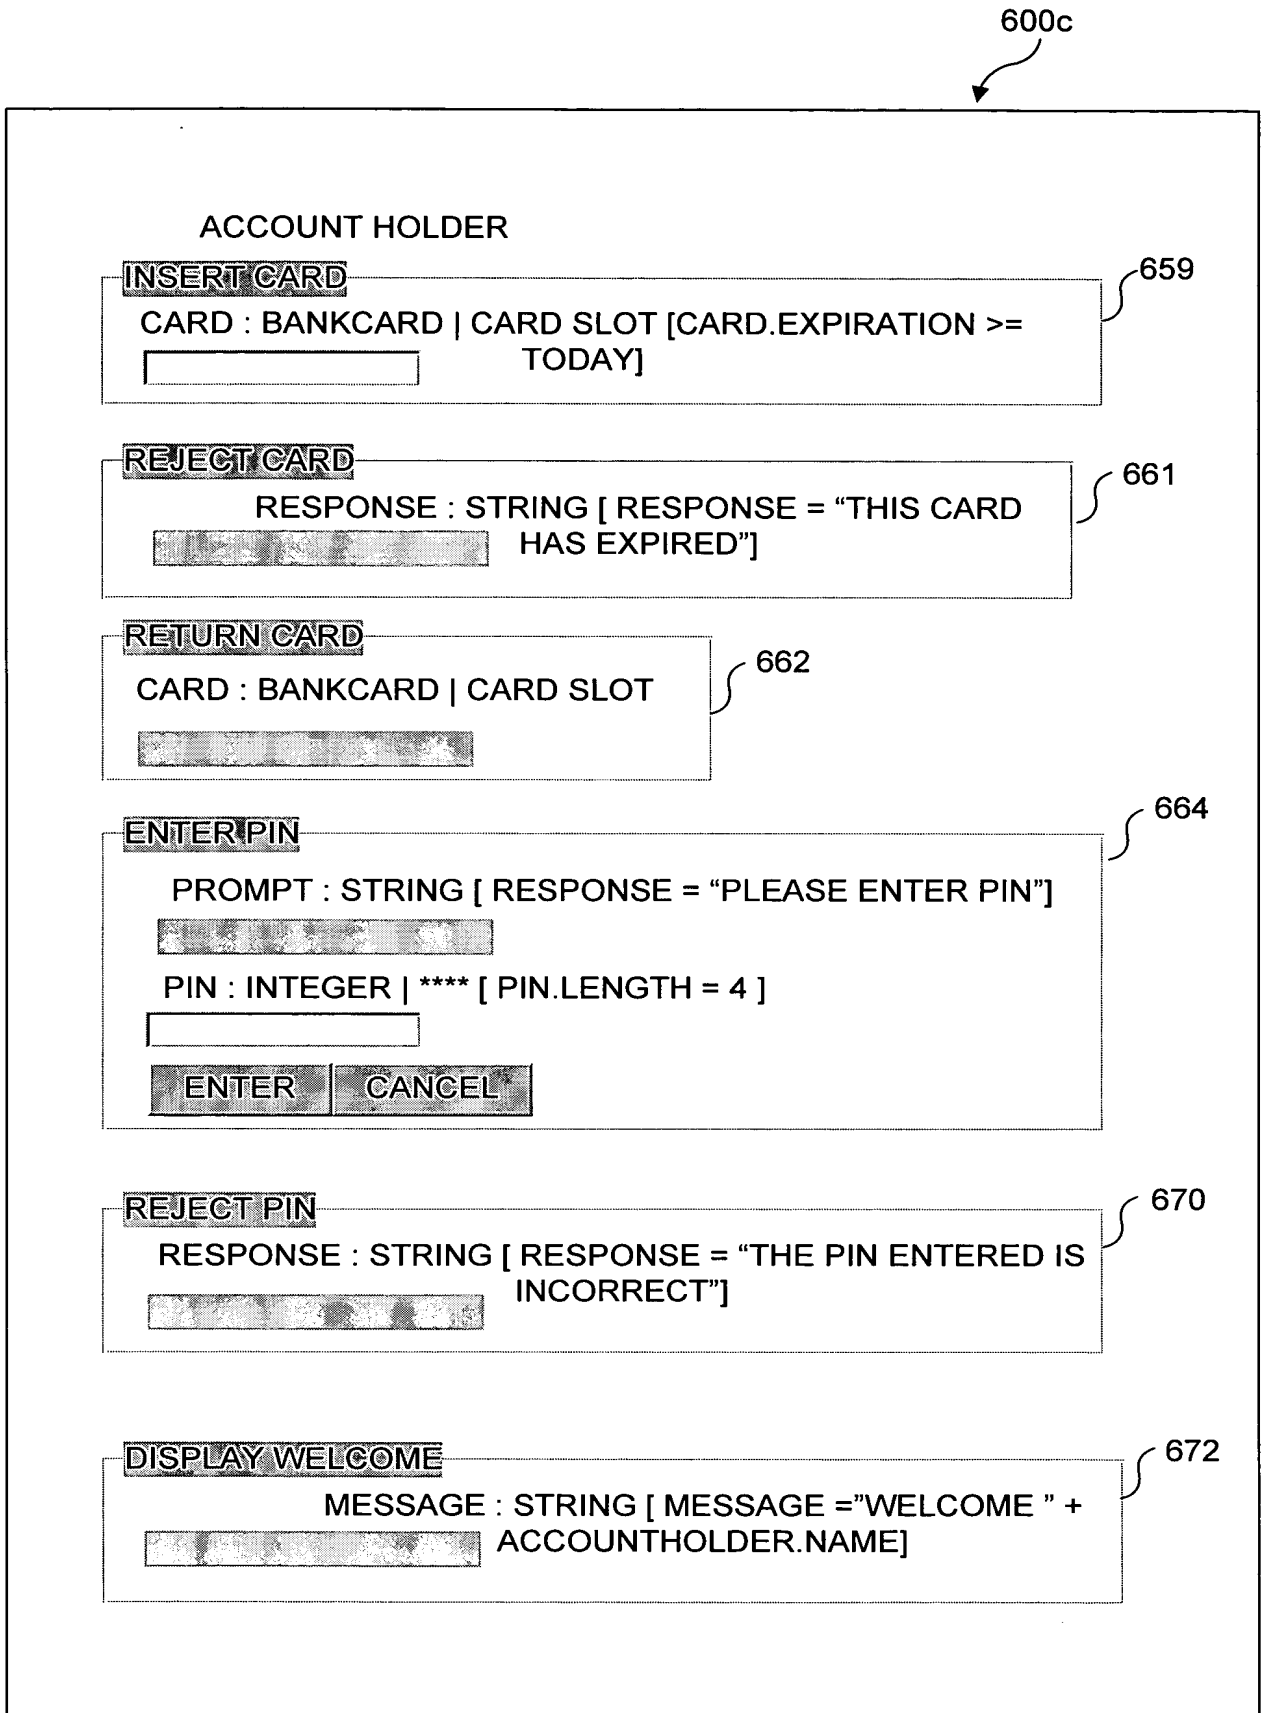 600c
ACCOUNT HOLDER
INSERT CARD
659
CARD : BANKCARD | CARD SLOT [CARD.EXPIRATION >=
TODAY]
REJECT CARD
661
RESPONSE : STRING [ RESPONSE = “THIS CARD
HAS EXPIRED”]
RETURN CARD
662
CARD : BANKCARD | CARD SLOT
664
ENTER PIN
PROMPT : STRING [ RESPONSE = “PLEASE ENTER PIN”]
PIN : INTEGER | **** [ PIN.LENGTH = 4 ]
ENTER CANCEL
REJECT PIN
670
RESPONSE : STRING [ RESPONSE = “THE PIN ENTERED IS
INCORRECT”]
DISPLAY WELCOME
672
MESSAGE : STRING [ MESSAGE =”WELCOME ” +
ACCOUNTHOLDER.NAME]